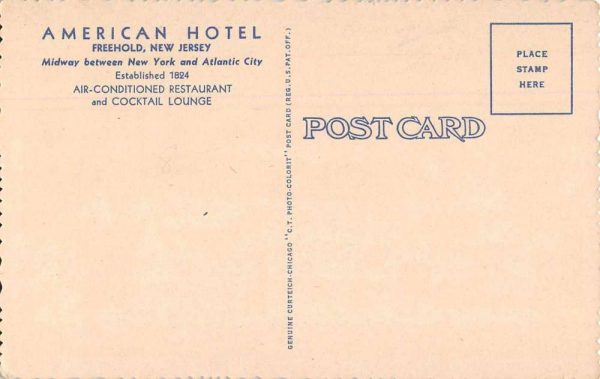 AMERICAN HOTEL
FREEHOLD, NEW JERSEY
Midway between New York and Atlantic City
Established 1824
AIR-CONDITIONED RESTAURANT
and COCKTAIL LOUNGE
GENUINE CURTEICH-CHICAGO "C.T. PHOTO-COLORIT" POST CARD (REG. U.S. PAT. OFF.)
POST CARD
PLACE
STAMP
HERE